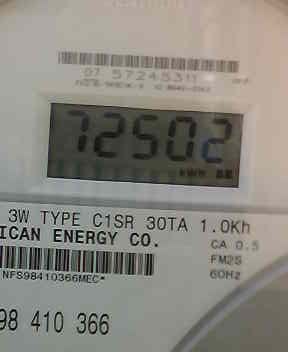 07 57245311
72502
kWH
3W TYPE C1SR 30TA 1.0Kh
ICAN ENERGY CO.
CA 0.5
FM2S
60Hz
NFS98410366MEC*
98 410 366